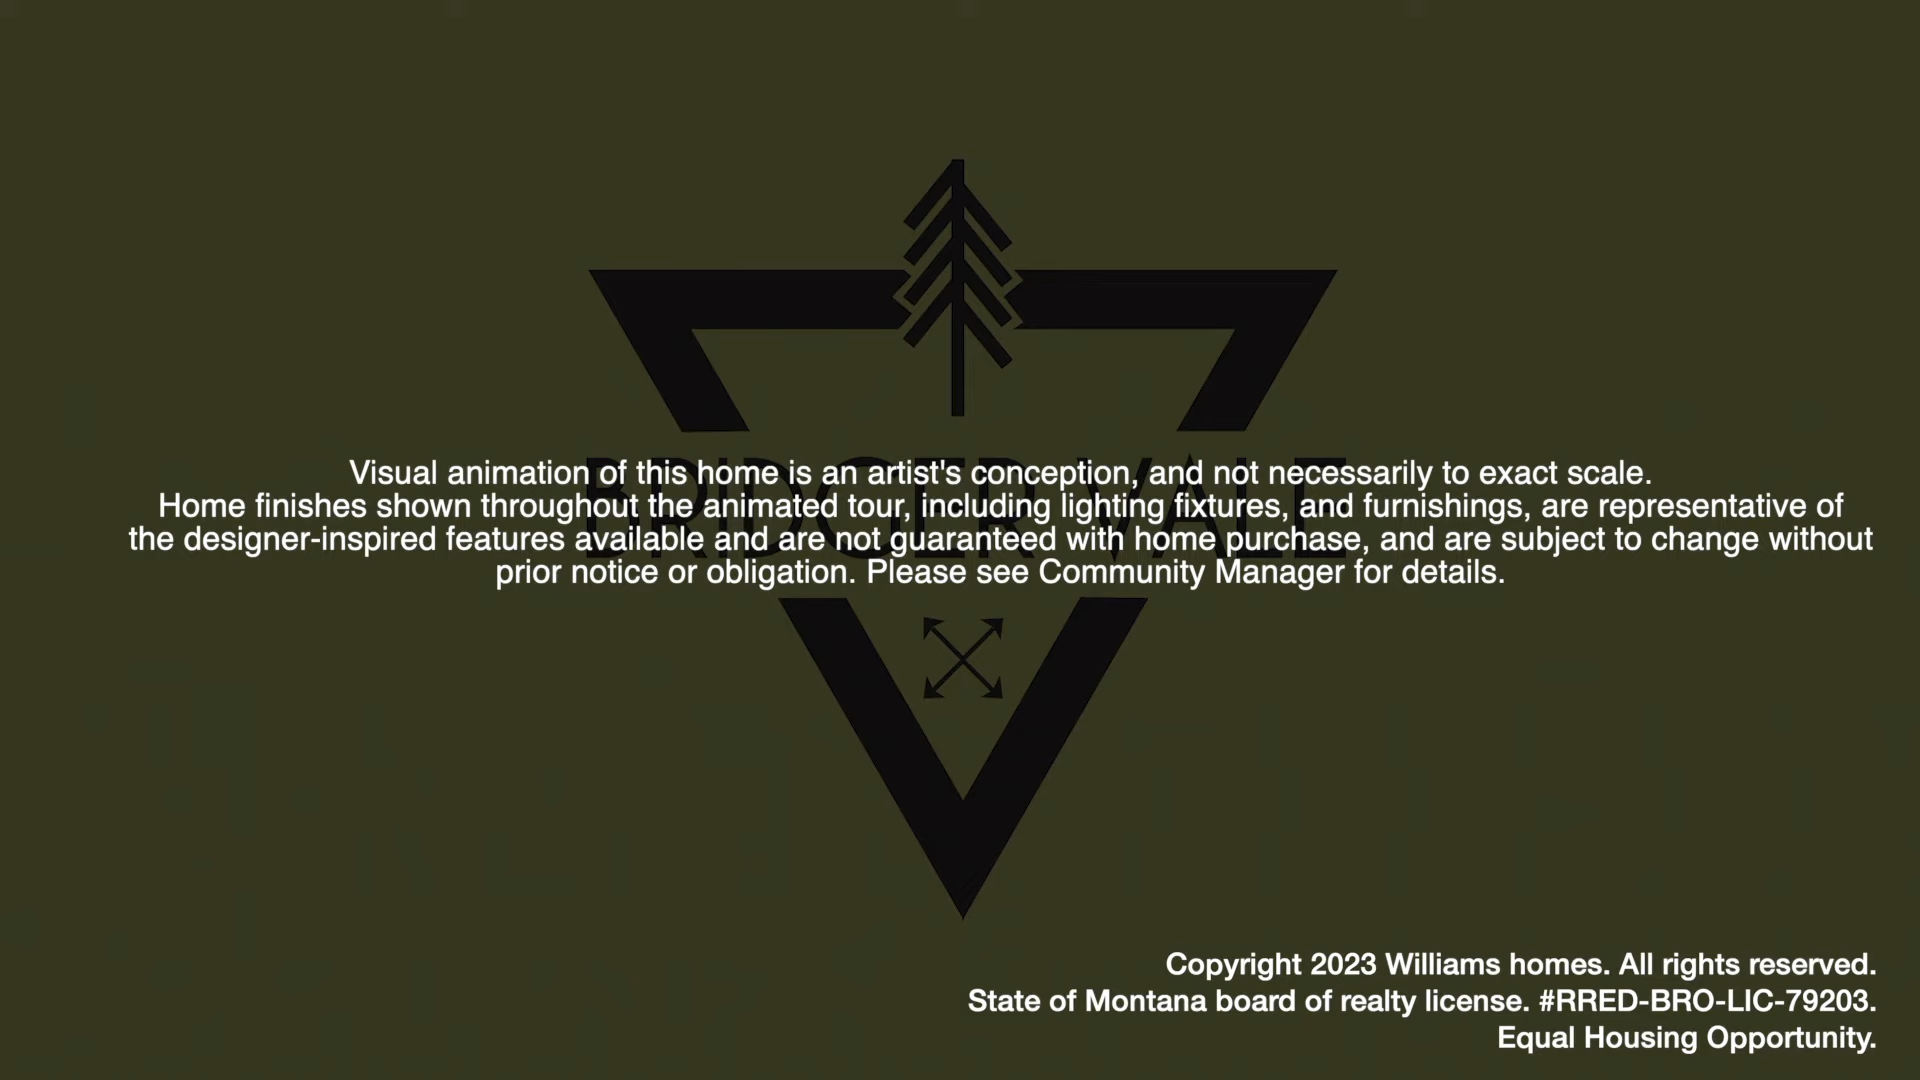 BRIDGER VALE
Visual animation of this home is an artist's conception, and not necessarily to exact scale.
Home finishes shown throughout the animated tour, including lighting fixtures, and furnishings, are representative of
the designer-inspired features available and are not guaranteed with home purchase, and are subject to change without
prior notice or obligation. Please see Community Manager for details.
Copyright 2023 Williams homes. All rights reserved.
State of Montana board of realty license. #RRED-BRO-LIC-79203.
Equal Housing Opportunity.